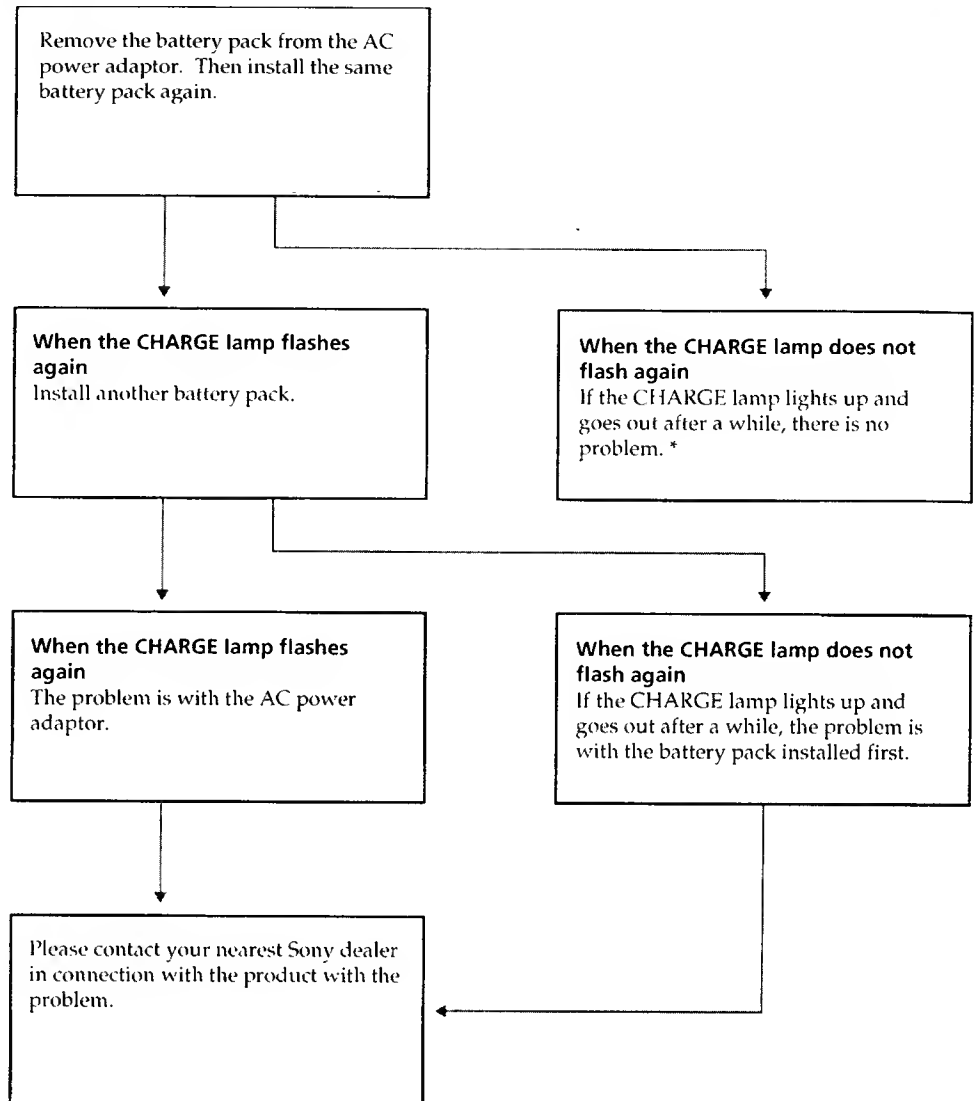 Remove the battery pack from the AC
power adaptor. Then install the same
battery pack again.
When the CHARGE lamp flashes
again
Install another battery pack.
When the CHARGE lamp does not
flash again
If the CHARGE lamp lights up and
goes out after a while, there is no
problem. *
When the CHARGE lamp flashes
again
The problem is with the AC power
adaptor.
When the CHARGE lamp does not
flash again
If the CHARGE lamp lights up and
goes out after a while, the problem is
with the battery pack installed first.
Please contact your nearest Sony dealer
in connection with the product with the
problem.